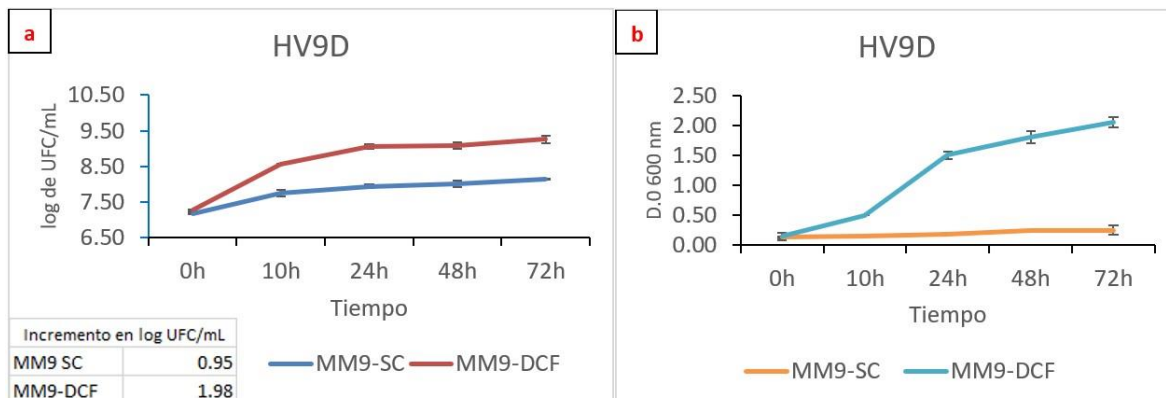 a
HV9D
log de UFC/mL
10.50
9.50
8.50
7.50
6.50
0h 10h 24h 48h 72h
Tiempo
Incremento en log UFC/mL
MM9 SC 0.95
MM9-DCF 1.98
MM9-SC MM9-DCF
b
HV9D
D.0 600 nm
2.50
2.00
1.50
1.00
0.50
0.00
0h 10h 24h 48h 72h
Tiempo
MM9-SC MM9-DCF